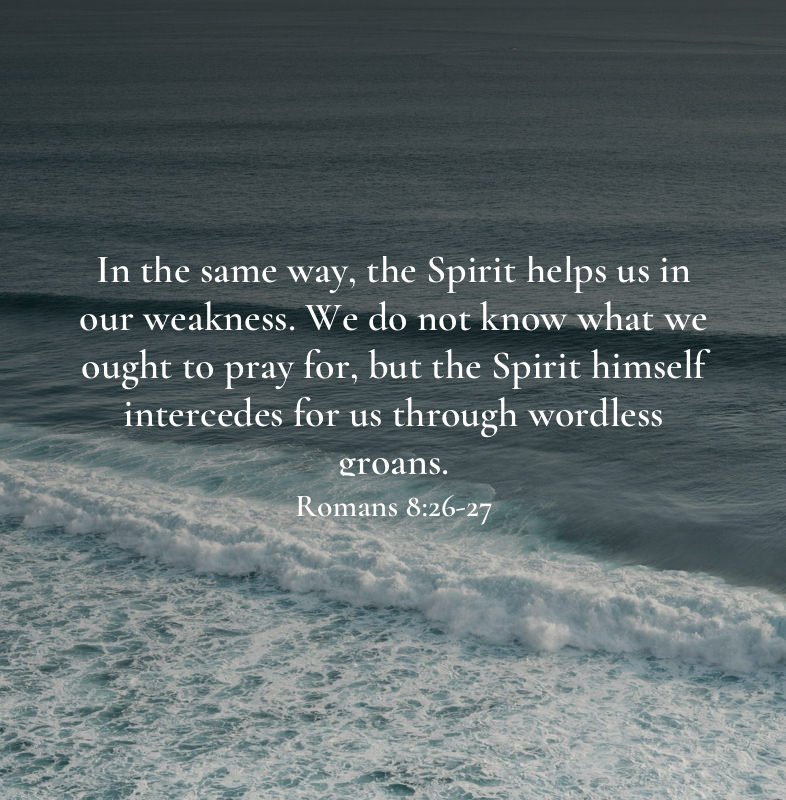 In the same way, the Spirit helps us in
our weakness. We do not know what we
ought to pray for, but the Spirit himself
intercedes for us through wordless
groans.
Romans 8:26-27